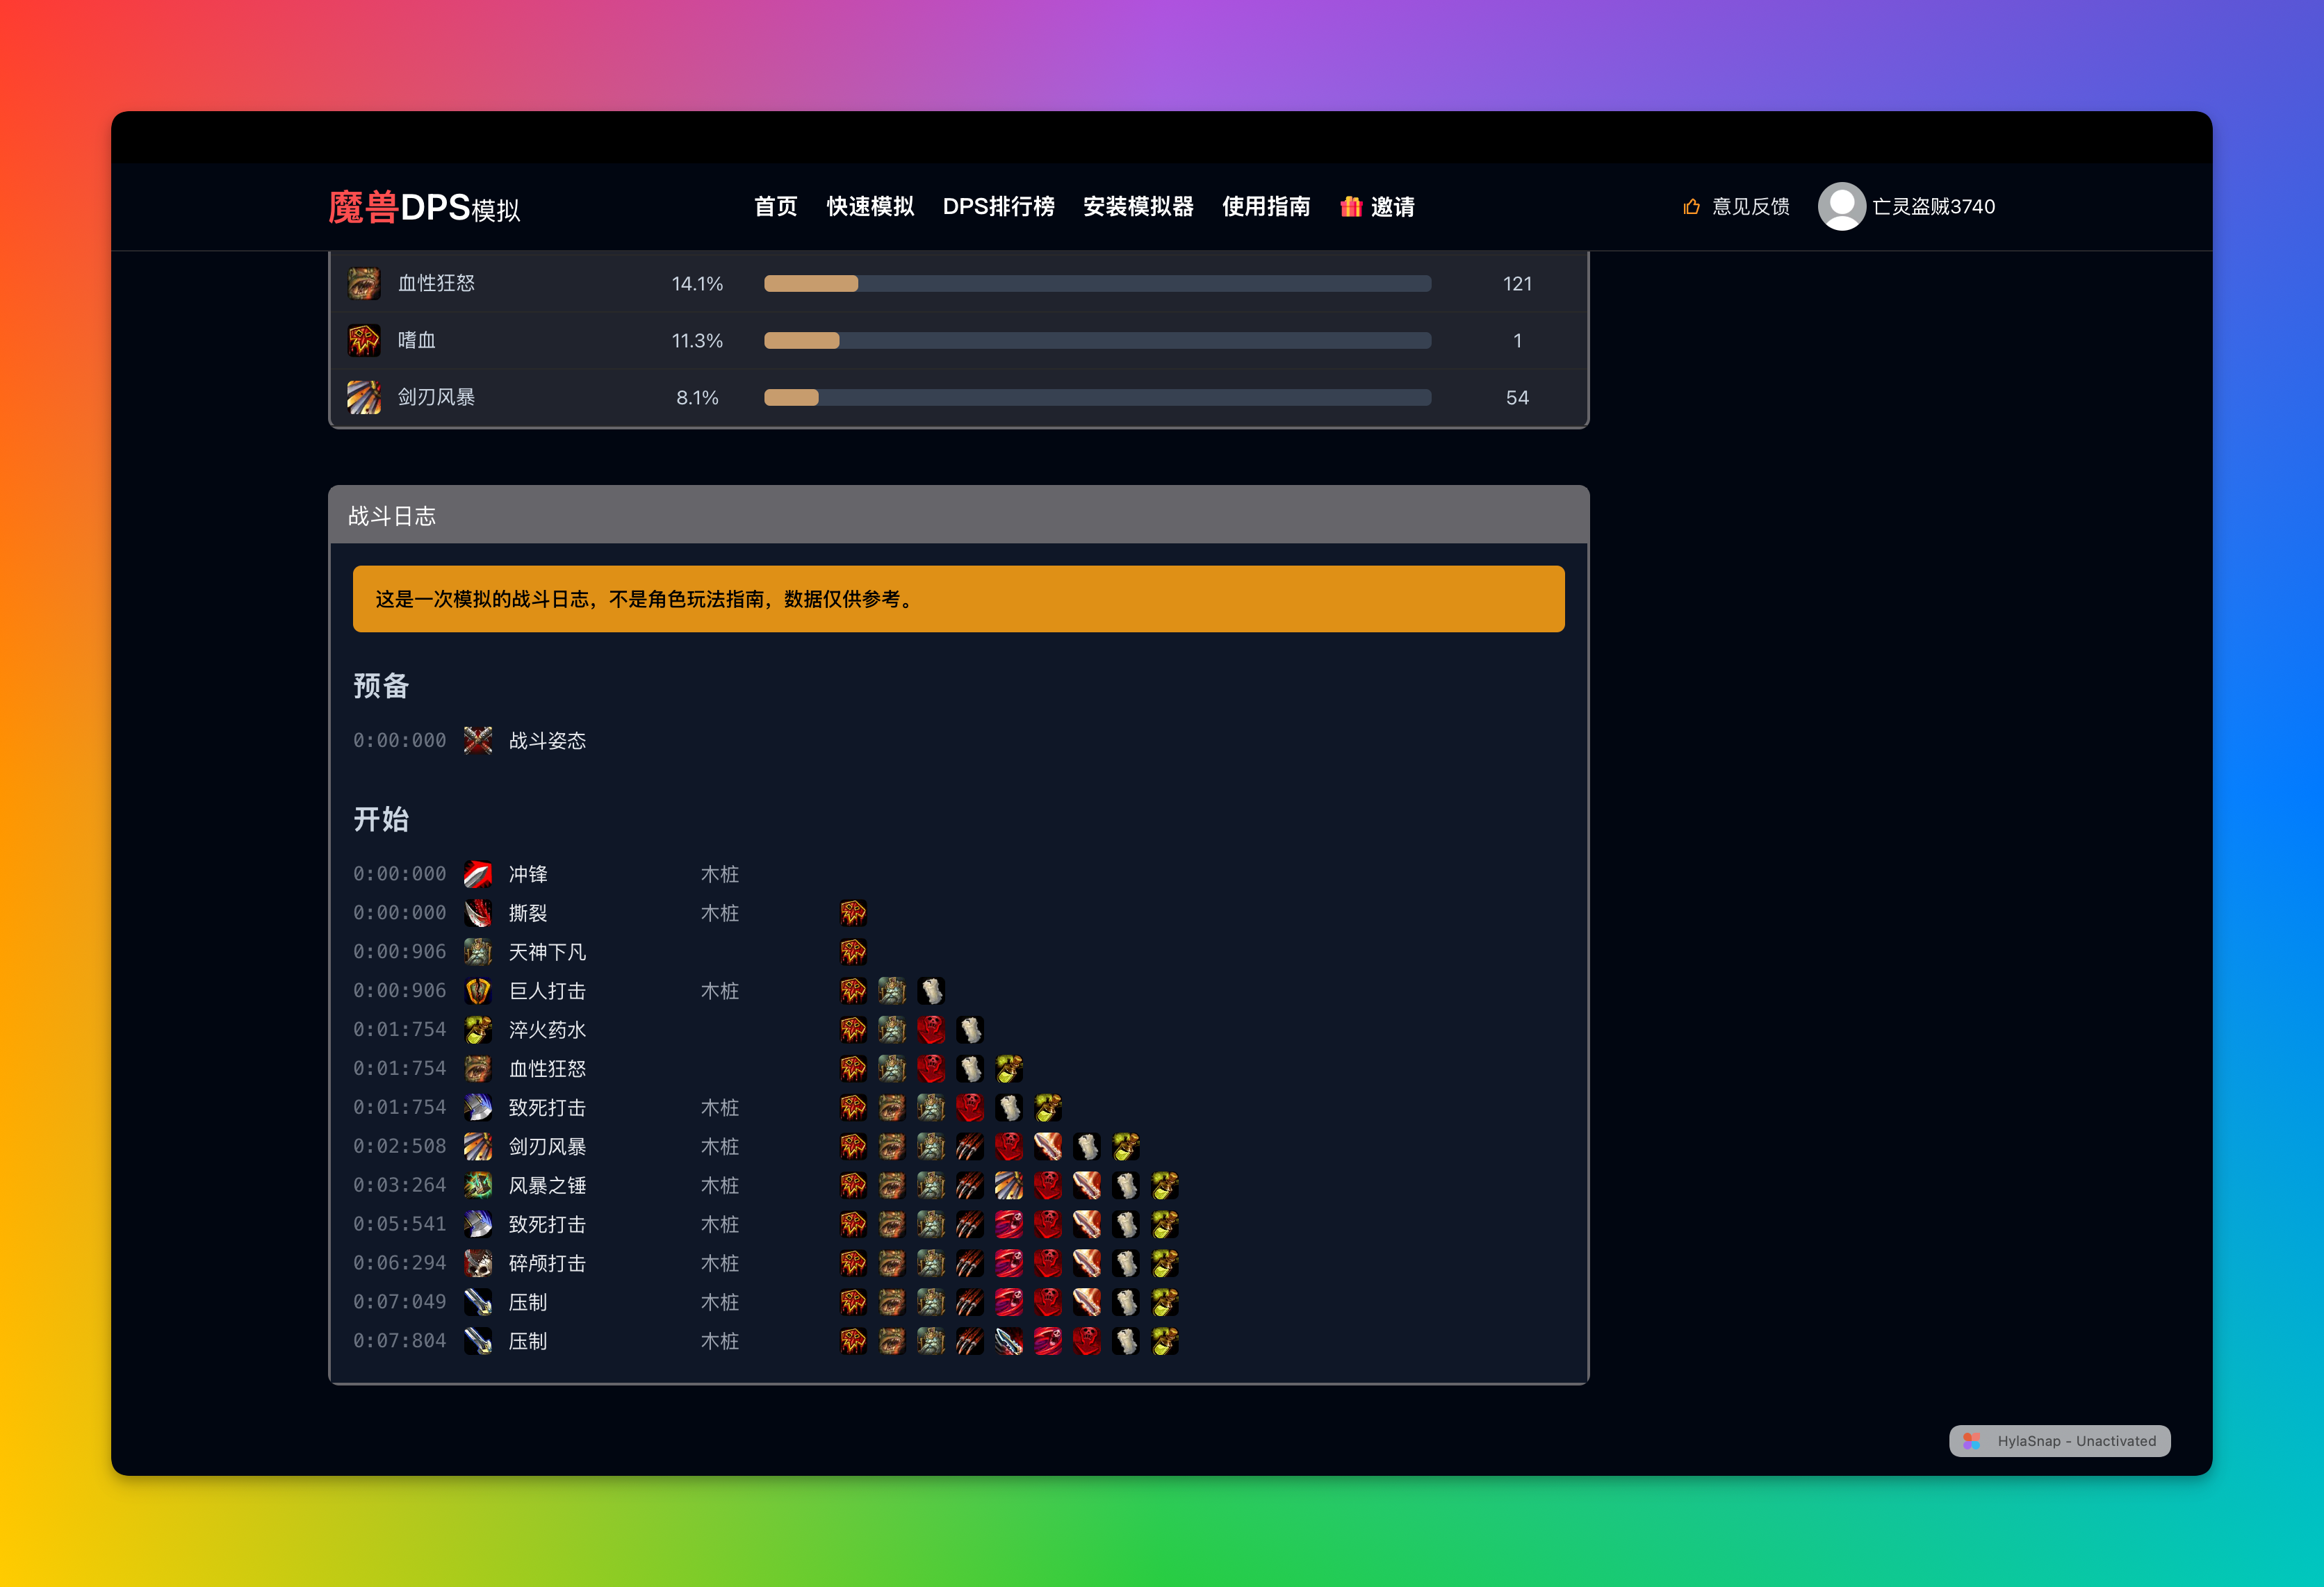 魔兽DPS模拟 首页 快速模拟 DPS排行榜 安装模拟器 使用指南 邀请 意见反馈 亡灵盗贼3740
血性狂怒 14.1% 121
嗜血 11.3% 1
剑刃风暴 8.1% 54
战斗日志
这是一次模拟的战斗日志，不是角色玩法指南，数据仅供参考。
预备
0:00:000 战斗姿态
开始
0:00:000 冲锋 木桩
0:00:000 撕裂 木桩
0:00:906 天神下凡
0:00:906 巨人打击 木桩
0:01:754 淬火药水
0:01:754 血性狂怒
0:01:754 致死打击 木桩
0:02:508 剑刃风暴 木桩
0:03:264 风暴之锤 木桩
0:05:541 致死打击 木桩
0:06:294 碎颅打击 木桩
0:07:049 压制 木桩
0:07:804 压制 木桩
HylaSnap - Unactivated